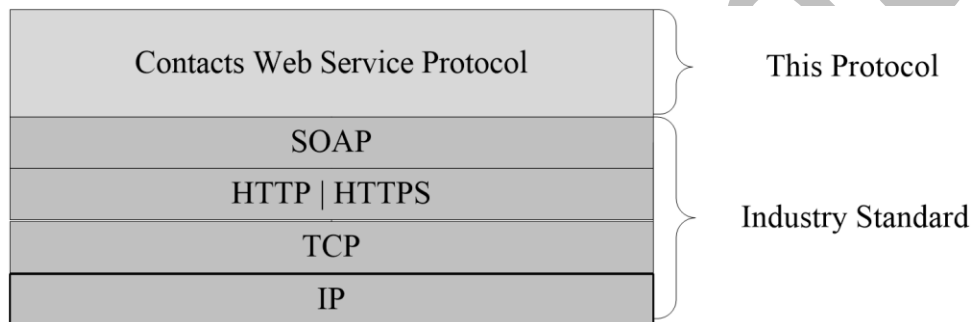 Contacts Web Service Protocol
This Protocol
SOAP
HTTP | HTTPS
TCP
IP
Industry Standard